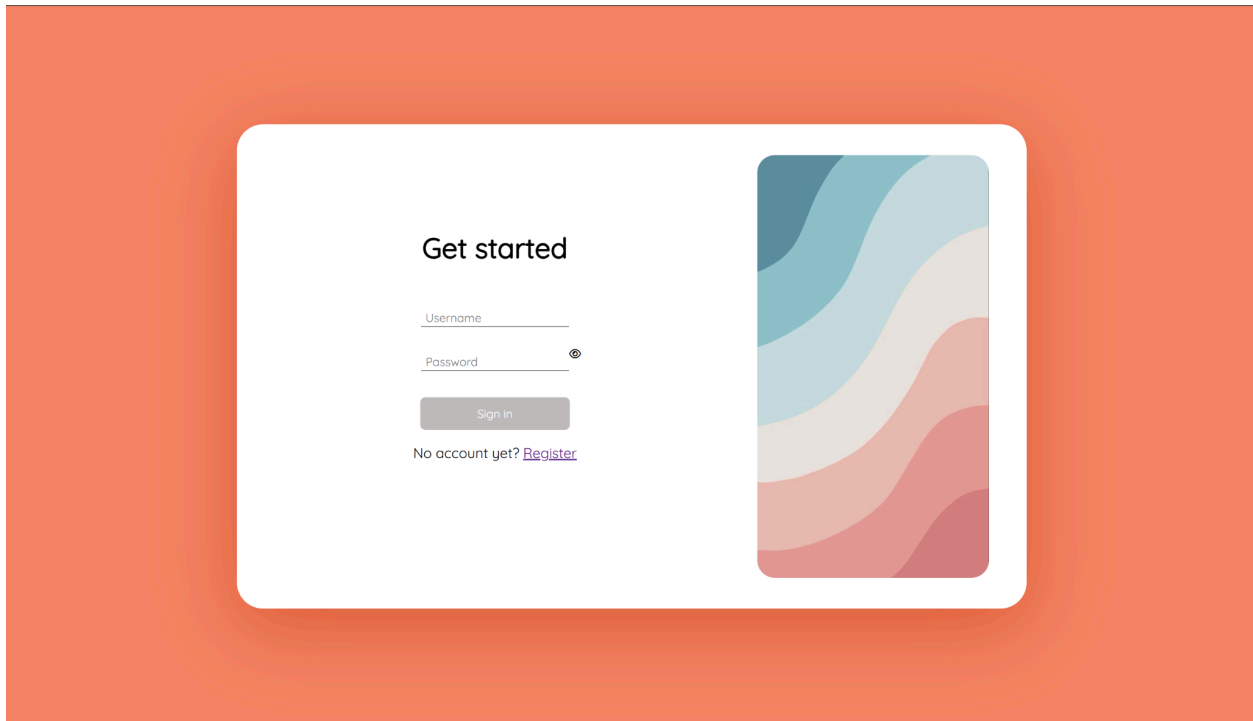 Get started
Username
Password
Sign in
No account yet? Register